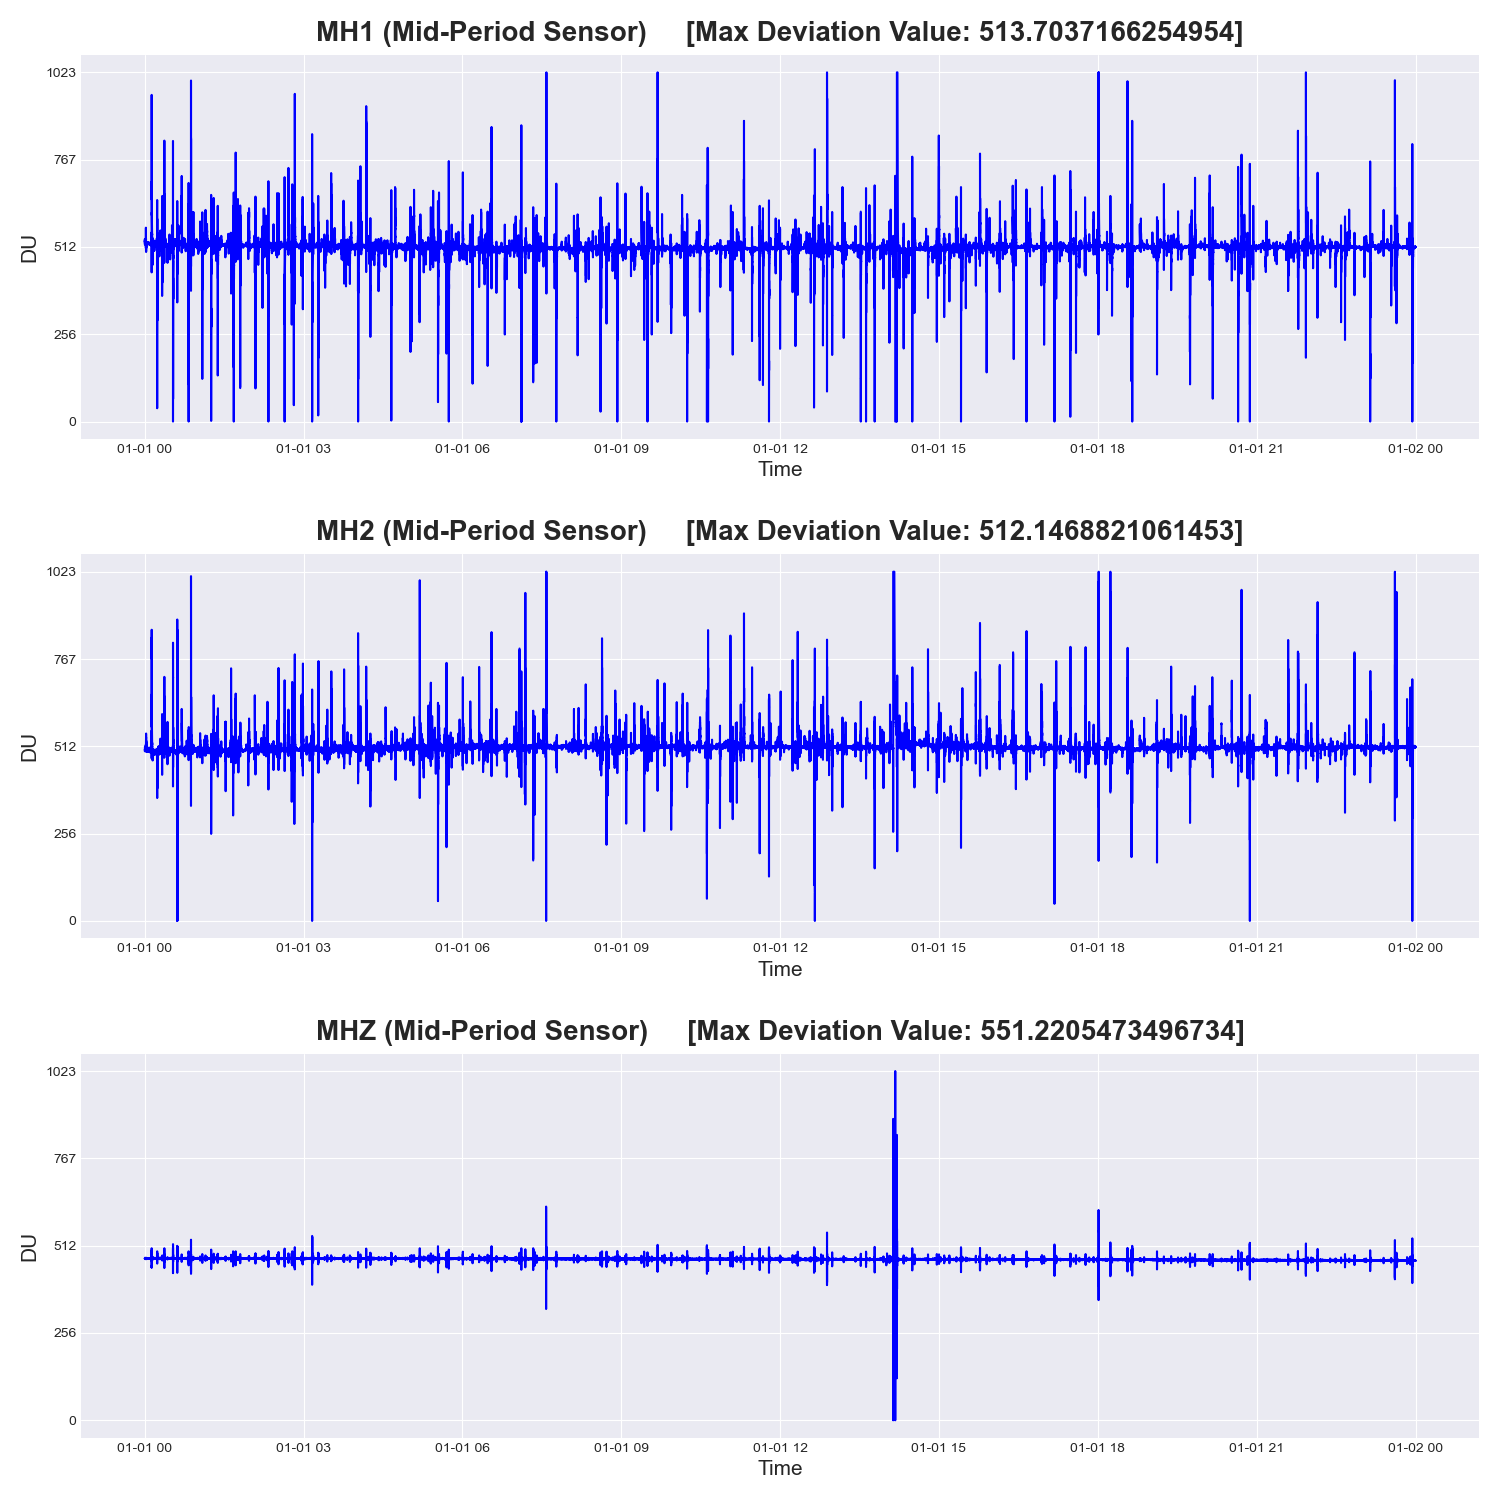 MH1 (Mid-Period Sensor) [Max Deviation Value: 513.7037166254954]
1023
767
512
256
0
DU
01-01 00 01-01 03 01-01 06 01-01 09 01-01 12 01-01 15 01-01 18 01-01 21 01-02 00
Time
MH2 (Mid-Period Sensor) [Max Deviation Value: 512.1468821061453]
1023
767
512
256
0
DU
01-01 00 01-01 03 01-01 06 01-01 09 01-01 12 01-01 15 01-01 18 01-01 21 01-02 00
Time
MHZ (Mid-Period Sensor) [Max Deviation Value: 551.2205473496734]
1023
767
512
256
0
DU
01-01 00 01-01 03 01-01 06 01-01 09 01-01 12 01-01 15 01-01 18 01-01 21 01-02 00
Time